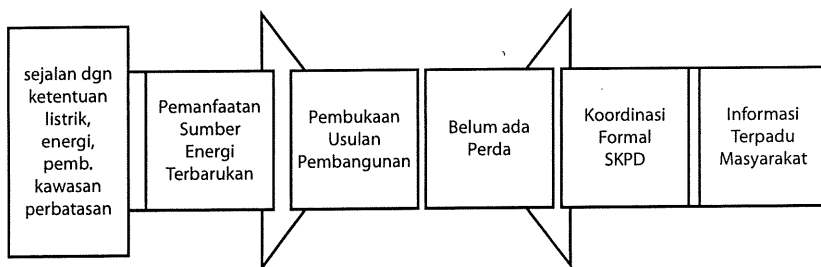 sejalan dgn
ketentuan
listrik,
energi,
pemb.
kawasan
perbatasan
Pemanfaatan
Sumber
Energi
Terbarukan
Pembukaan
Usulan
Pembangunan
Belum ada
Perda
Koordinasi
Formal
SKPD
Informasi
Terpadu
Masyarakat